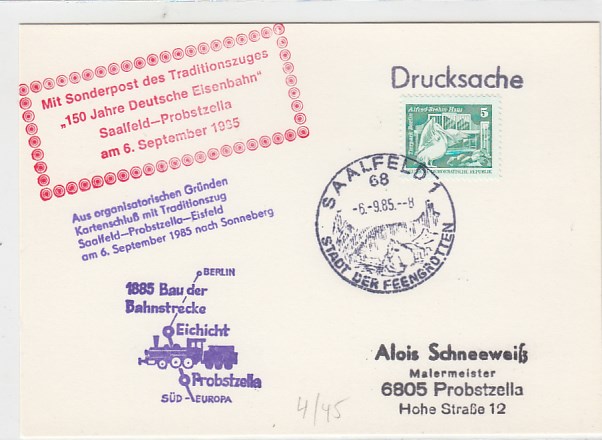 Mit Sonderpost des Traditionszuges
„150 Jahre Deutsche Eisenbahn"
Saalfeld—Probstzella
am 6. September 1985
Drucksache
Alfred-Brehm-Haus
5
Tierpark Berlin
Aus organisatorischen Gründen
Kartenschluß mit Traditionszug
Saalfeld—Probstzella—Eisfeld
am 6. September 1985 nach Sonneberg
SAALFELD 1
68
-6.-9.85.--8
STADT DER FEENGROTTEN
BERLIN
1885 Bau der
Bahnstrecke
Eichicht
Probstzella
SÜD-EUROPA
Alois Schneeweiß
Malermeister
6805 Probstzella
Hohe Straße 12
4/45